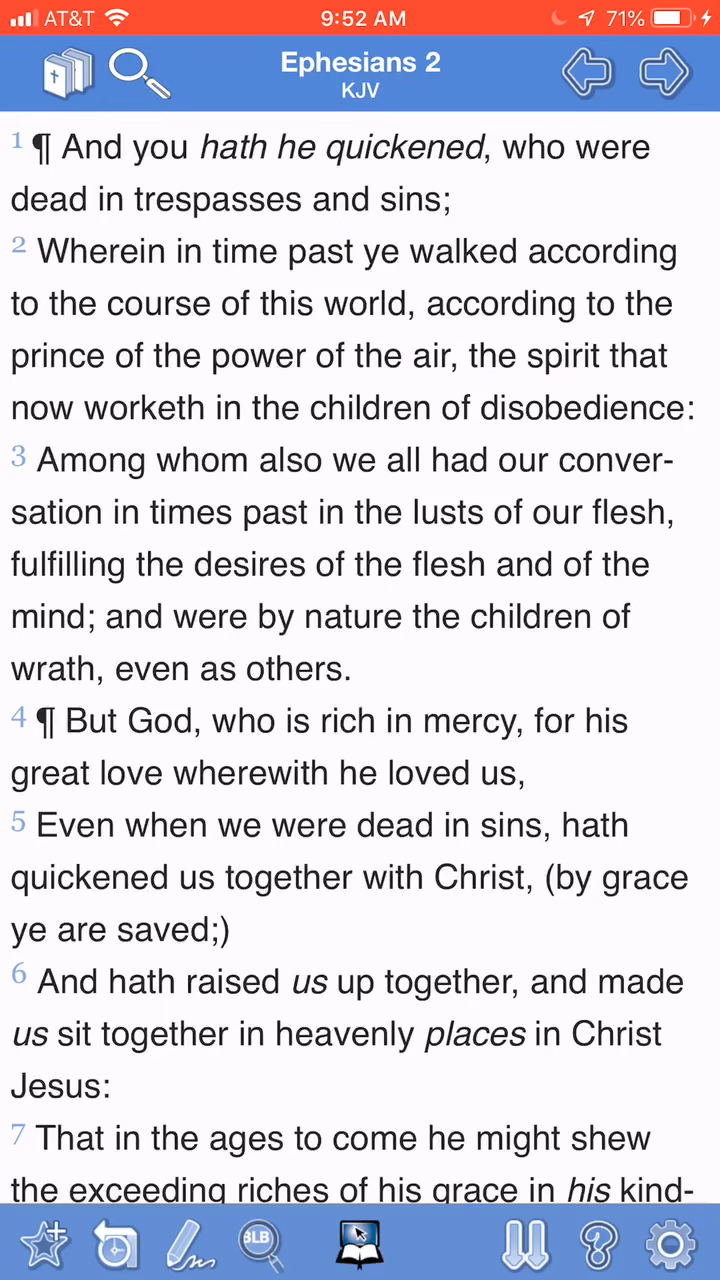 AT&T 9:52 AM 71%
Ephesians 2
KJV
1 ¶ And you hath he quickened, who were
dead in trespasses and sins;
2 Wherein in time past ye walked according
to the course of this world, according to the
prince of the power of the air, the spirit that
now worketh in the children of disobedience:
3 Among whom also we all had our conver-
sation in times past in the lusts of our flesh,
fulfilling the desires of the flesh and of the
mind; and were by nature the children of
wrath, even as others.
4 ¶ But God, who is rich in mercy, for his
great love wherewith he loved us,
5 Even when we were dead in sins, hath
quickened us together with Christ, (by grace
ye are saved;)
6 And hath raised us up together, and made
us sit together in heavenly places in Christ
Jesus:
7 That in the ages to come he might shew
the exceeding riches of his grace in his kind-
BLB